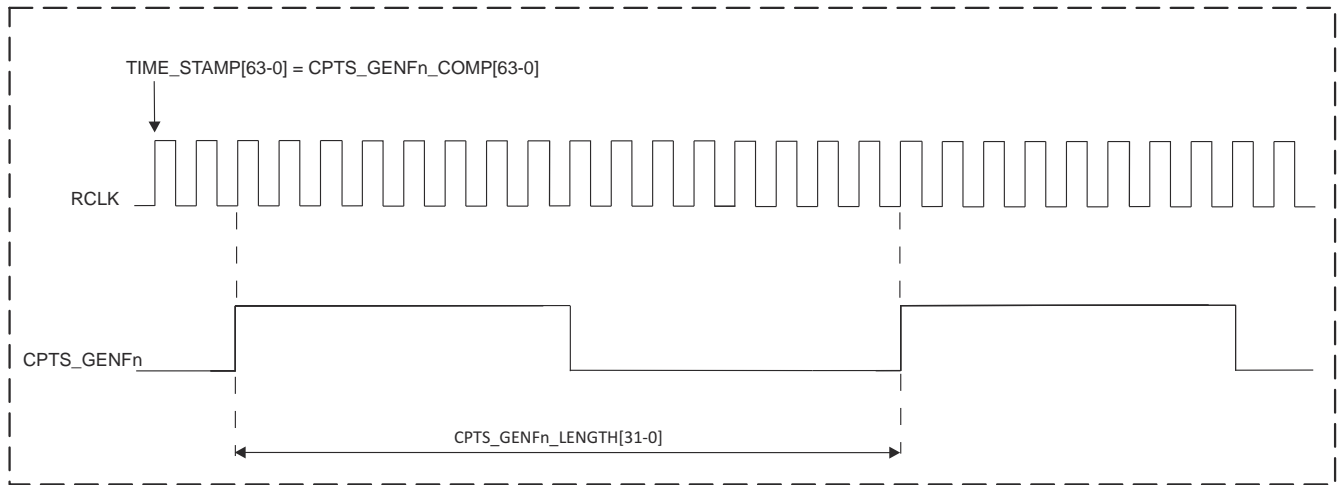 TIME_STAMP[63-0] = CPTS_GENFn_COMP[63-0]
RCLK
CPTS_GENFn
CPTS_GENFn_LENGTH[31-0]